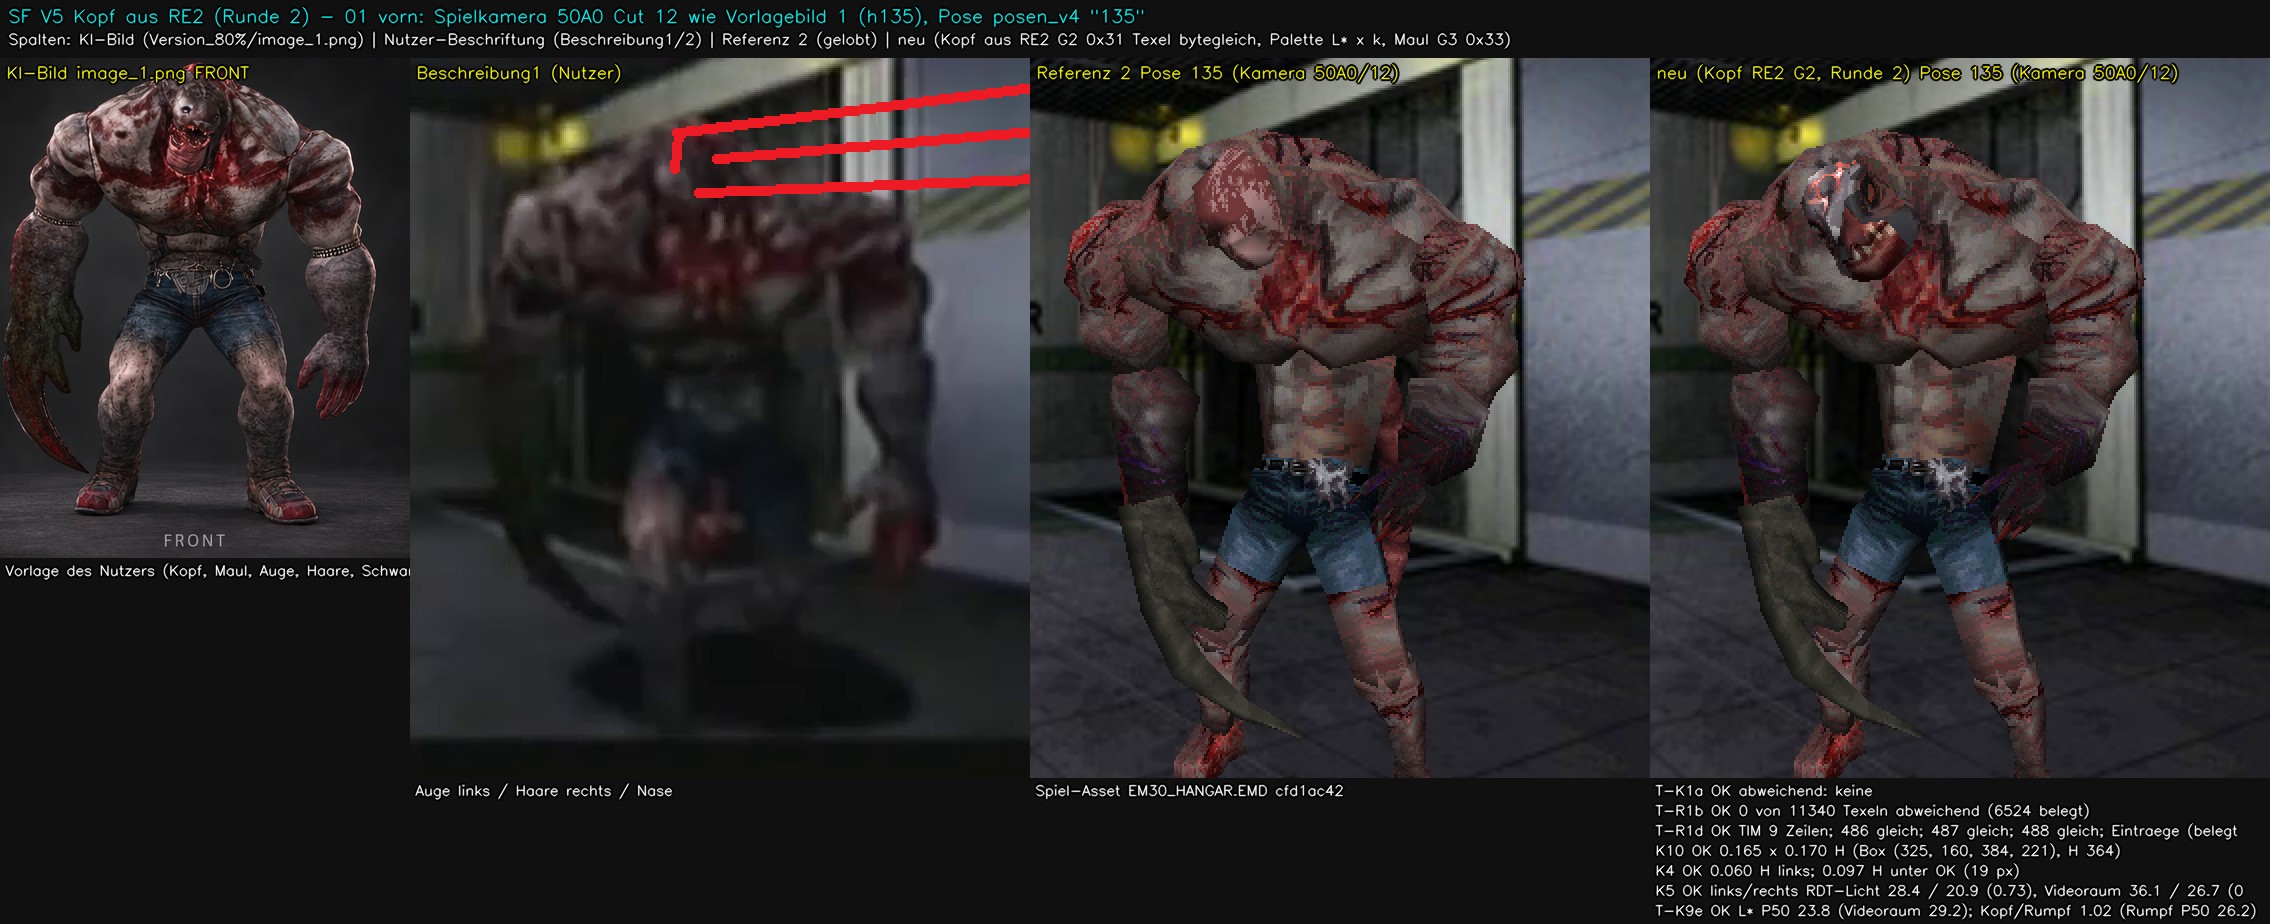 SF V5 Kopf aus RE2 (Runde 2) - 01 vorn: Spielkamera 50A0 Cut 12 wie Vorlagebild 1 (h135), Pose posen_v4 "135"
Spalten: KI-Bild (Version_80%/image_1.png) | Nutzer-Beschriftung (Beschreibung1/2) | Referenz 2 (gelobt) | neu (Kopf aus RE2 G2 0x31 Texel bytegleich, Palette L* x k, Maul G3 0x33)
KI-Bild image_1.png FRONT
Beschreibung1 (Nutzer)
Referenz 2 Pose 135 (Kamera 50A0/12)
neu (Kopf RE2 G2, Runde 2) Pose 135 (Kamera 50A0/12)
R
R
FRONT
Vorlage des Nutzers (Kopf, Maul, Auge, Haare, Schwa
Auge links / Haare rechts / Nase
Spiel-Asset EM30_HANGAR.EMD cfd1ac42
T-K1a OK abweichend: keine
T-R1b OK 0 von 11340 Texeln abweichend (6524 belegt)
T-R1d OK TIM 9 Zeilen; 486 gleich; 487 gleich; 488 gleich; Eintraege (belegt
K10 OK 0.165 x 0.170 H (Box (325, 160, 384, 221), H 364)
K4 OK 0.060 H links; 0.097 H unter OK (19 px)
K5 OK links/rechts RDT-Licht 28.4 / 20.9 (0.73), Videoraum 36.1 / 26.7 (0
T-K9e OK L* P50 23.8 (Videoraum 29.2); Kopf/Rumpf 1.02 (Rumpf P50 26.2)